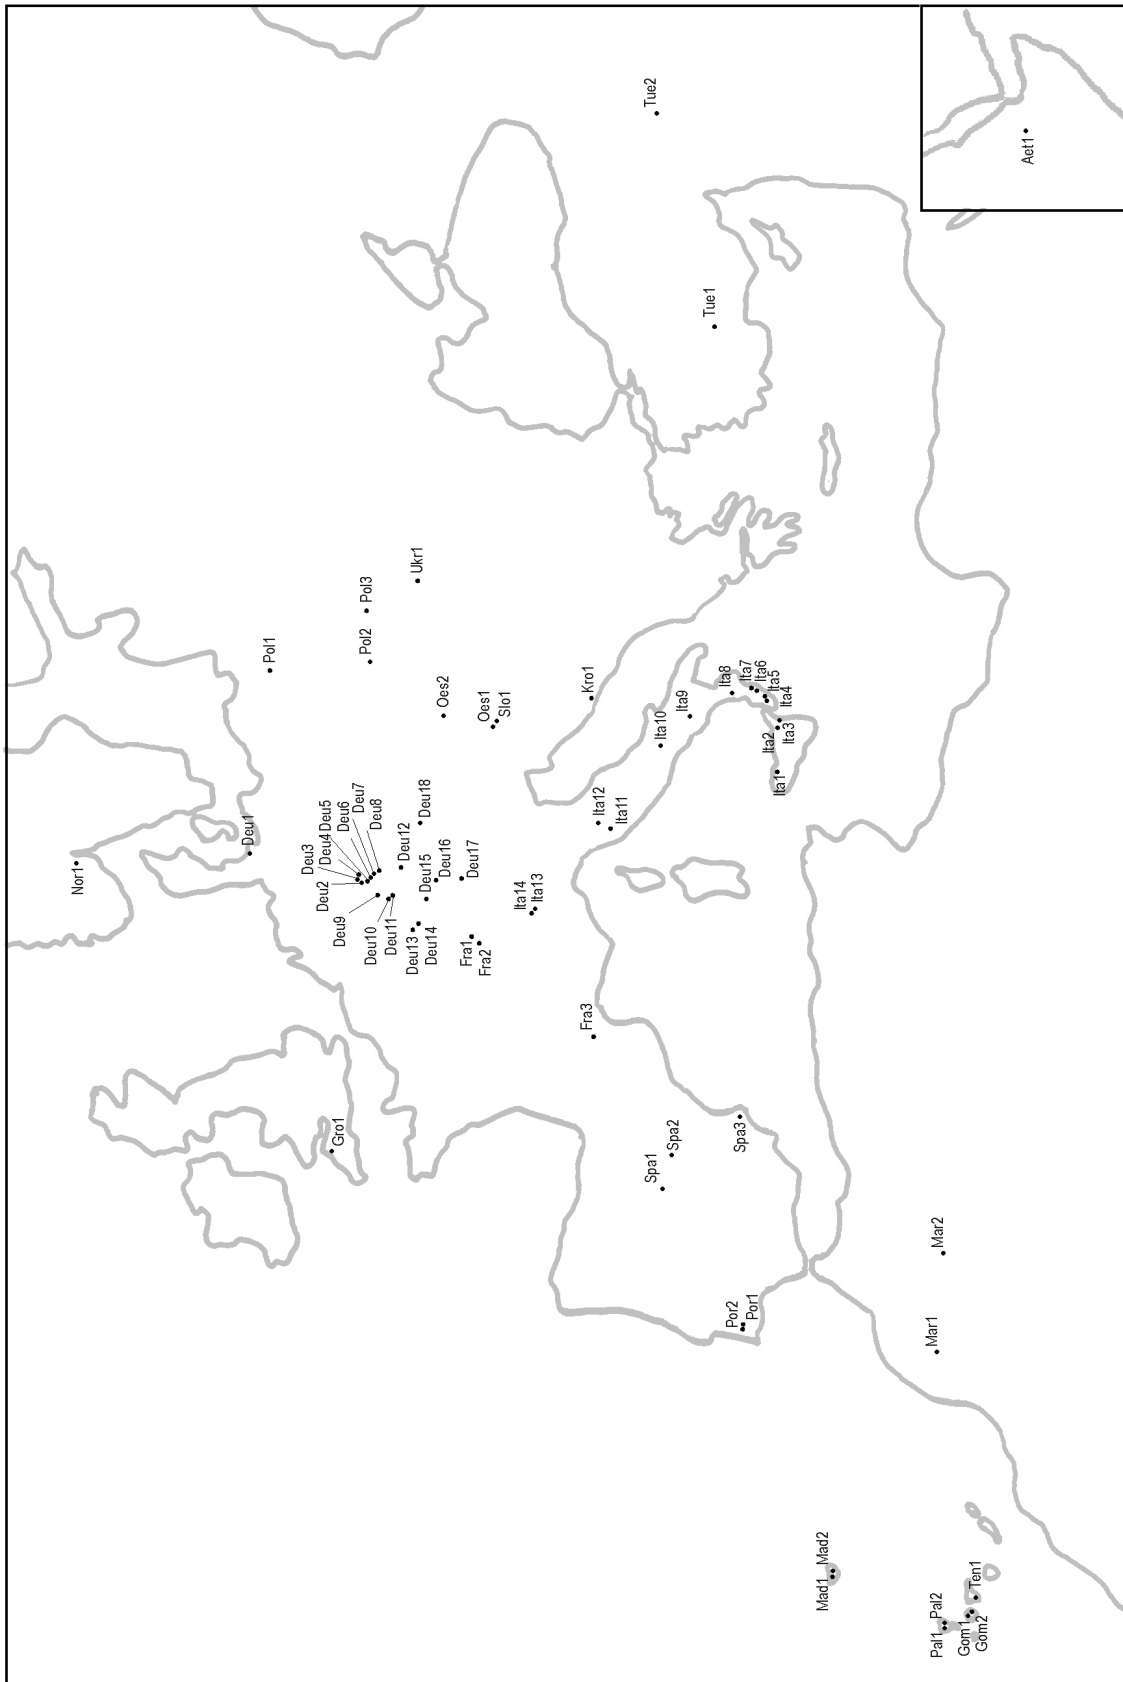 Nor1
Deu1
Pol1
Deu3
Deu4
Deu5
Deu6
Deu7
Deu8
Deu2
Deu9
Deu10
Deu11
Deu12
Deu13
Deu14
Deu15
Deu16
Deu17
Deu18
Gro1
Pol2
Pol3
Ukr1
Oes2
Oes1
Slo1
Fra1
Fra2
Fra3
Ita14
Ita13
Ita12
Ita11
Kro1
Ita10
Ita9
Ita8
Ita7
Ita6
Ita5
Ita4
Ita3
Ita2
Ita1
Spa1
Spa2
Spa3
Por2
Por1
Tue2
Tue1
Aet1
Mar2
Mar1
Mad1
Mad2
Pal1
Pal2
Gom1
Gom2
Ten1